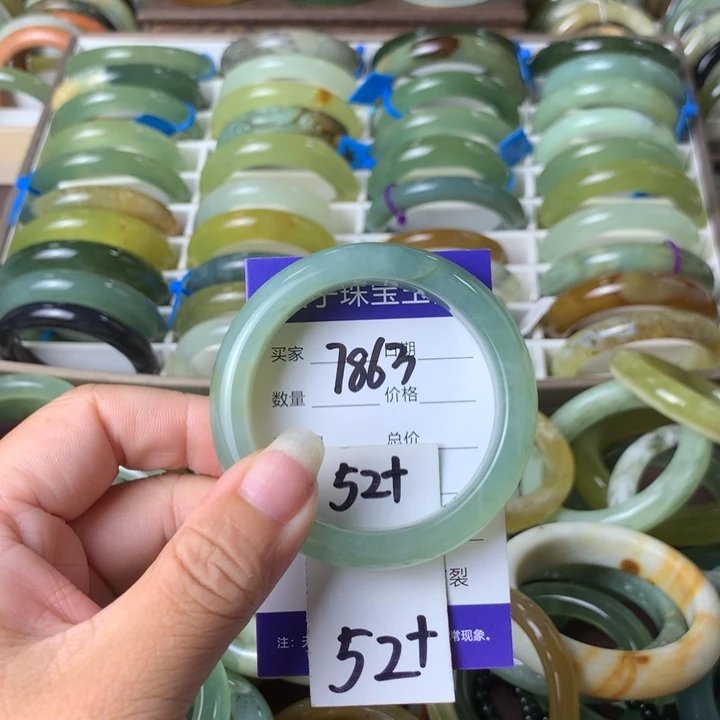 珠宝玉
买家 7863 日期
数量 价格
总价
52+
裂
注: 常现象。
52+